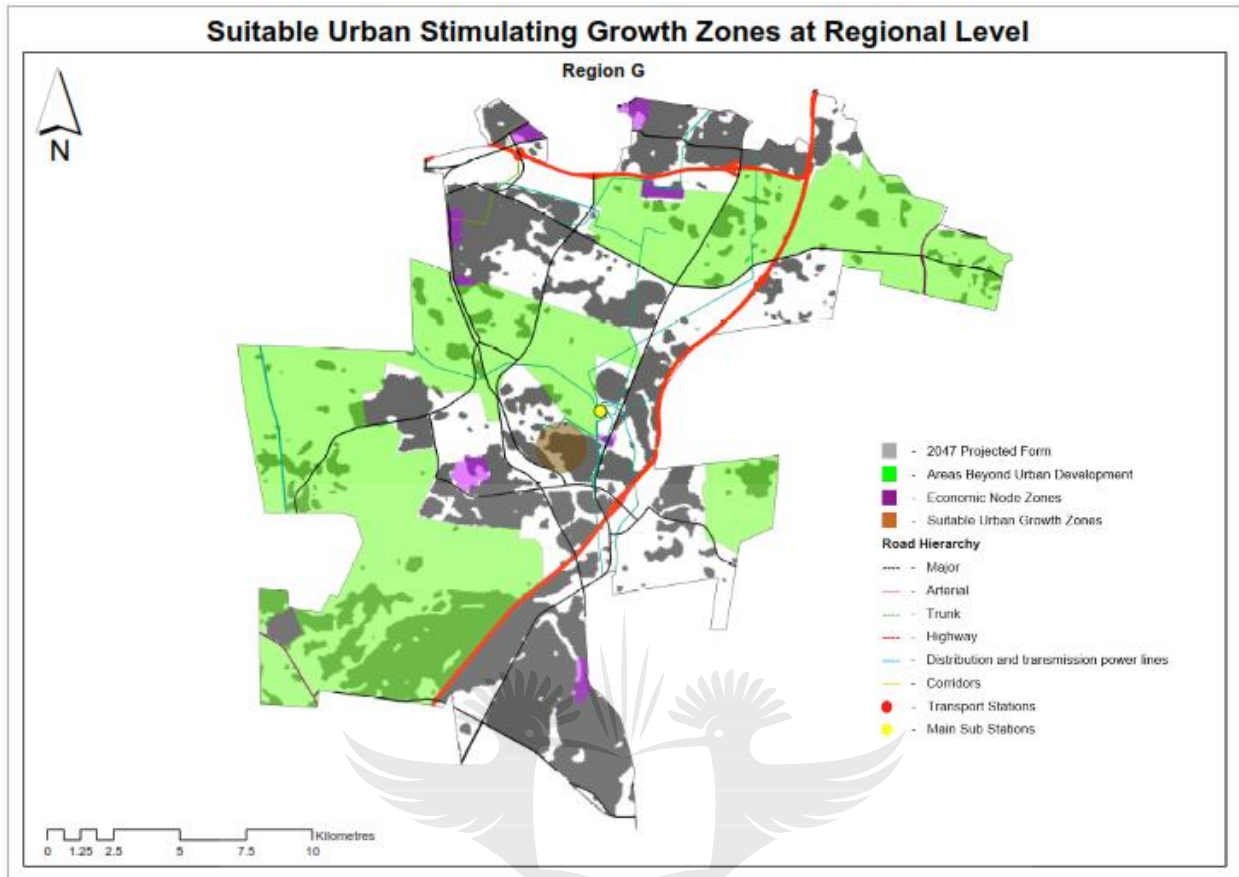 Suitable Urban Stimulating Growth Zones at Regional Level
Region G
N
- 2047 Projected Form
- Areas Beyond Urban Development
- Economic Node Zones
- Suitable Urban Growth Zones
Road Hierarchy
- Major
- Arterial
- Trunk
- Highway
- Distribution and transmission power lines
- Corridors
- Transport Stations
- Main Sub Stations
Kilometres
0 1.25 2.5 5 7.5 10